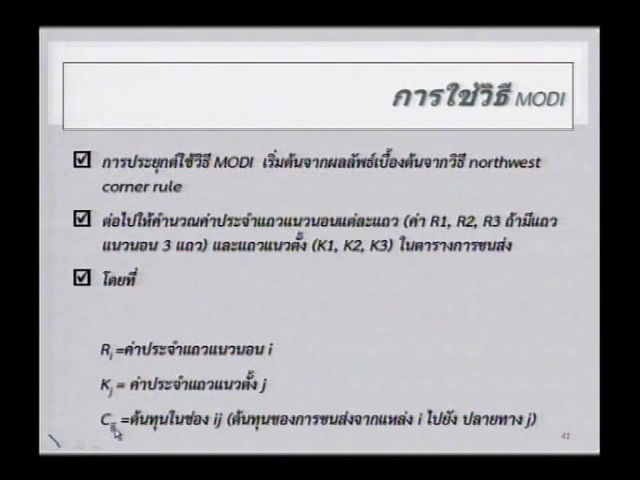 การใช้วิธี MODI
การประยุกต์ใช้วิธี MODI เริ่มต้นจากผลลัพธ์เบื้องต้นจากวิธี northwest
corner rule
ต่อไปให้คำนวณค่าประจำแถวแนวนอนแต่ละแถว (ค่า R1, R2, R3 ถ้ามีแถว
แนวนอน 3 แถว) และแถวแนวตั้ง (K1, K2, K3) ในตารางการขนส่ง
โดยที่
Ri =ค่าประจำแถวแนวนอน i
Kj = ค่าประจำแถวแนวตั้ง j
Cij =ต้นทุนในช่อง ij (ต้นทุนของการขนส่งจากแหล่ง i ไปยัง ปลายทาง j)
41